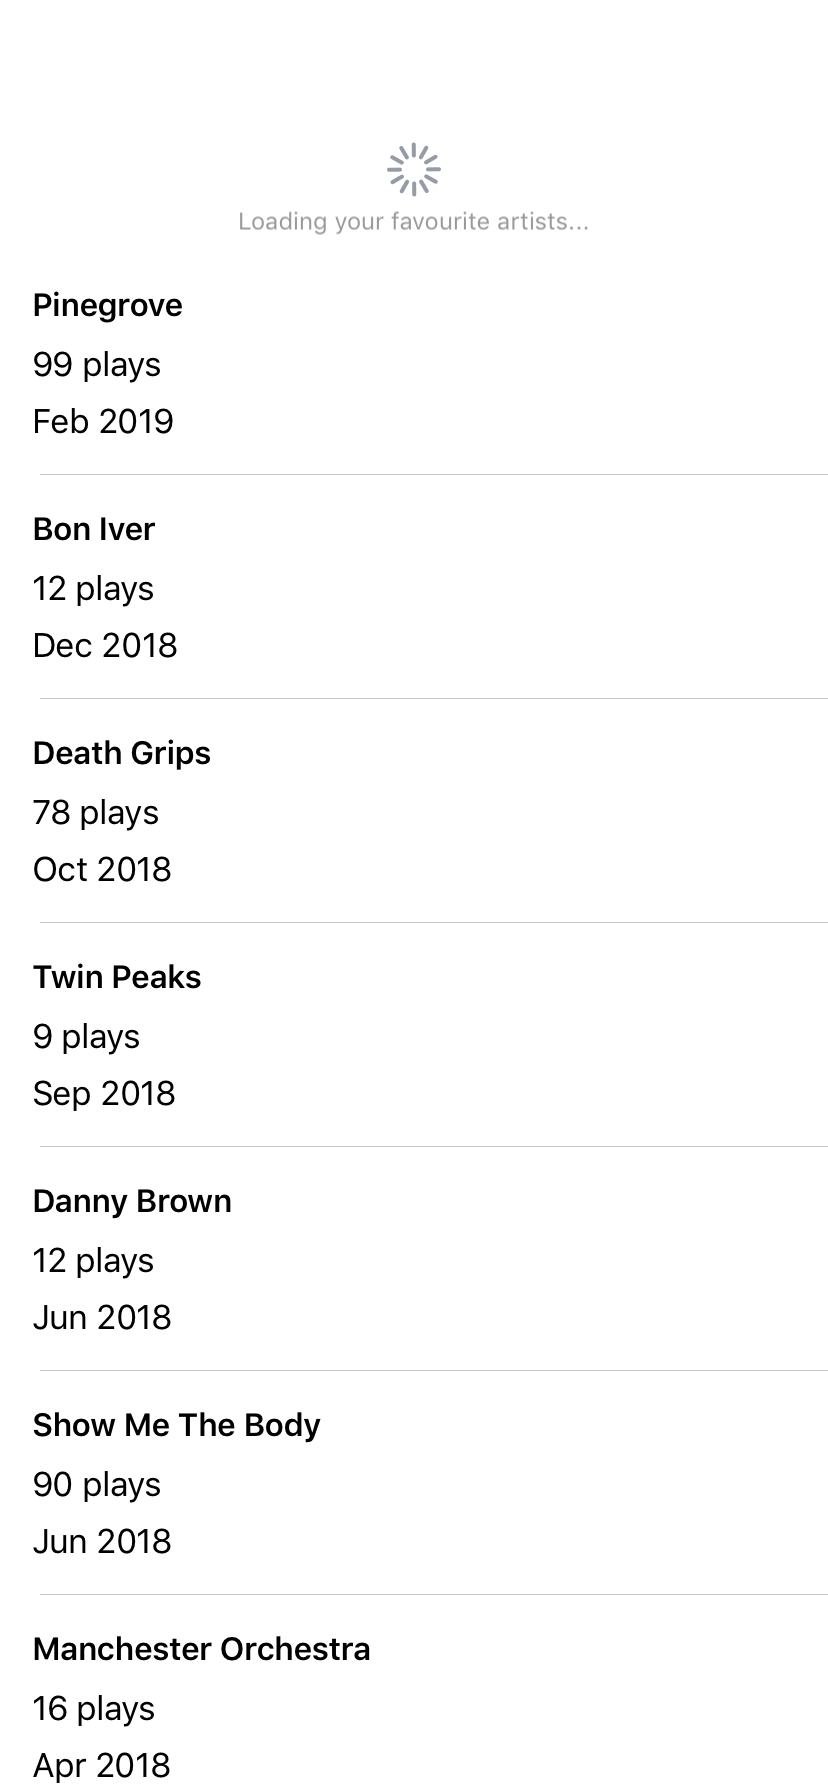 Loading your favourite artists...
Pinegrove
99 plays
Feb 2019
Bon Iver
12 plays
Dec 2018
Death Grips
78 plays
Oct 2018
Twin Peaks
9 plays
Sep 2018
Danny Brown
12 plays
Jun 2018
Show Me The Body
90 plays
Jun 2018
Manchester Orchestra
16 plays
Apr 2018